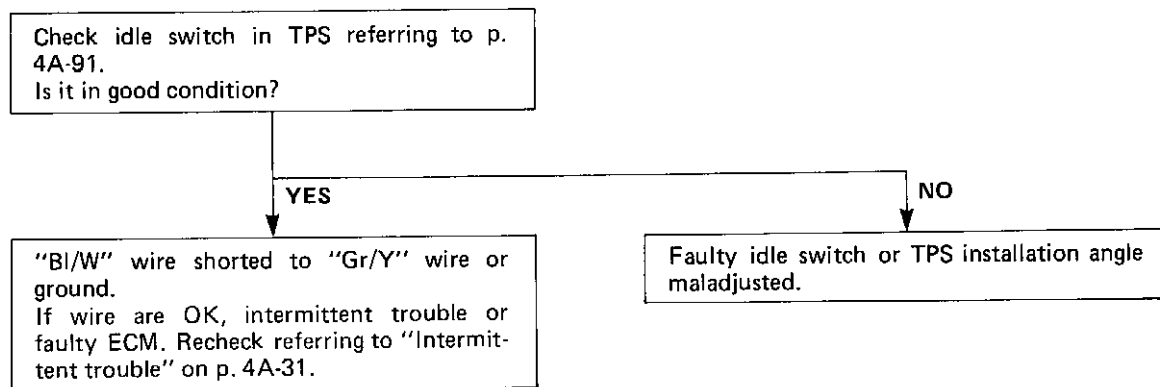 Check idle switch in TPS referring to p.
4A-91.
Is it in good condition?
YES
NO
"Bl/W" wire shorted to "Gr/Y" wire or
ground.
If wire are OK, intermittent trouble or
faulty ECM. Recheck referring to "Intermit-
tent trouble" on p. 4A-31.
Faulty idle switch or TPS installation angle
maladjusted.